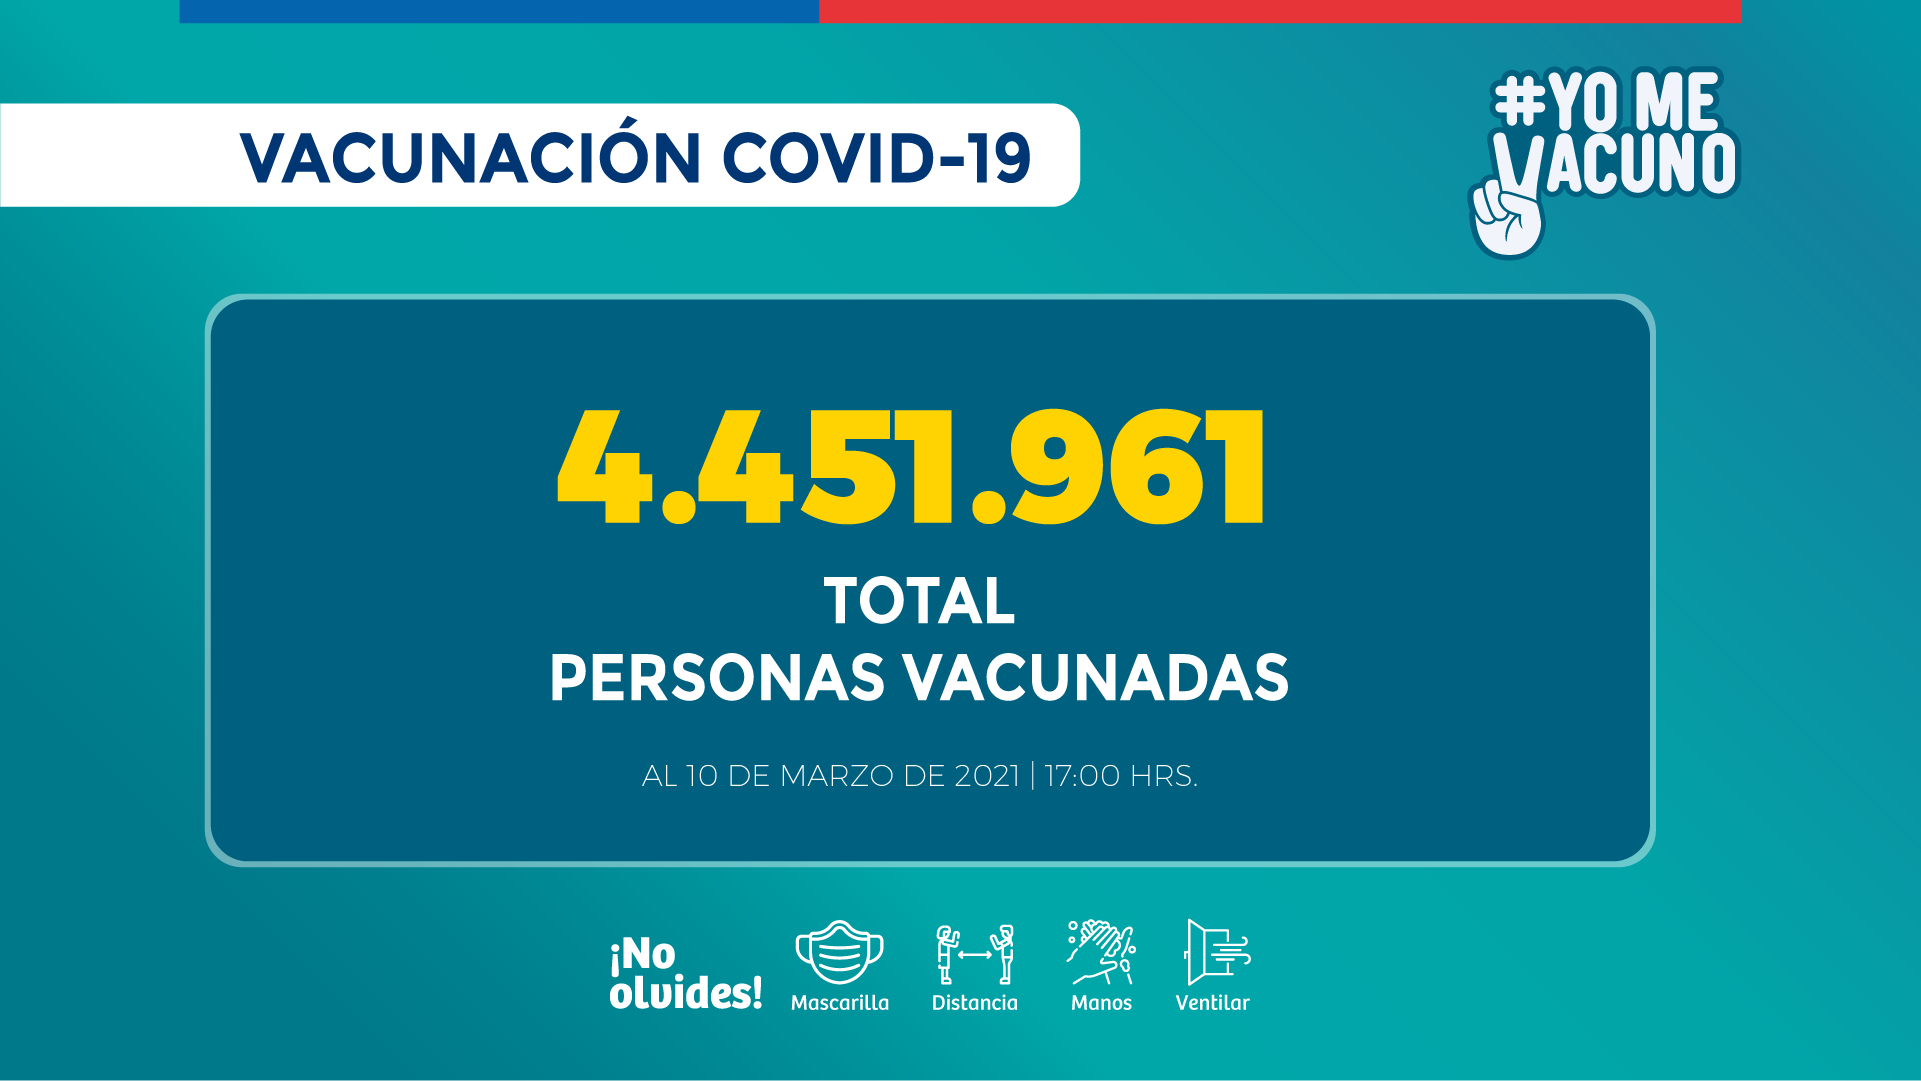 VACUNACIÓN COVID-19
#YO ME
VACUNO
4.451.961
TOTAL
PERSONAS VACUNADAS
AL 10 DE MARZO DE 2021 | 17:00 HRS.
¡No
olvides!
Mascarilla
Distancia
Manos
Ventilar